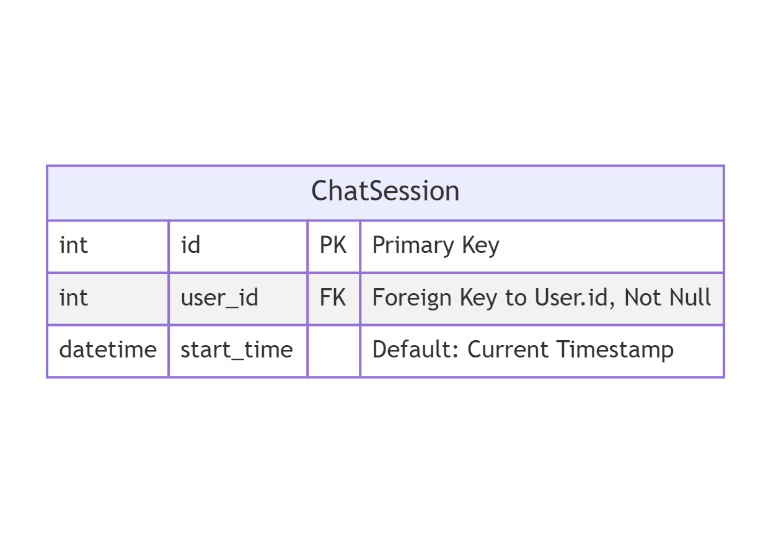 ChatSession
int id PK Primary Key
int user_id FK Foreign Key to User.id, Not Null
datetime start_time Default: Current Timestamp